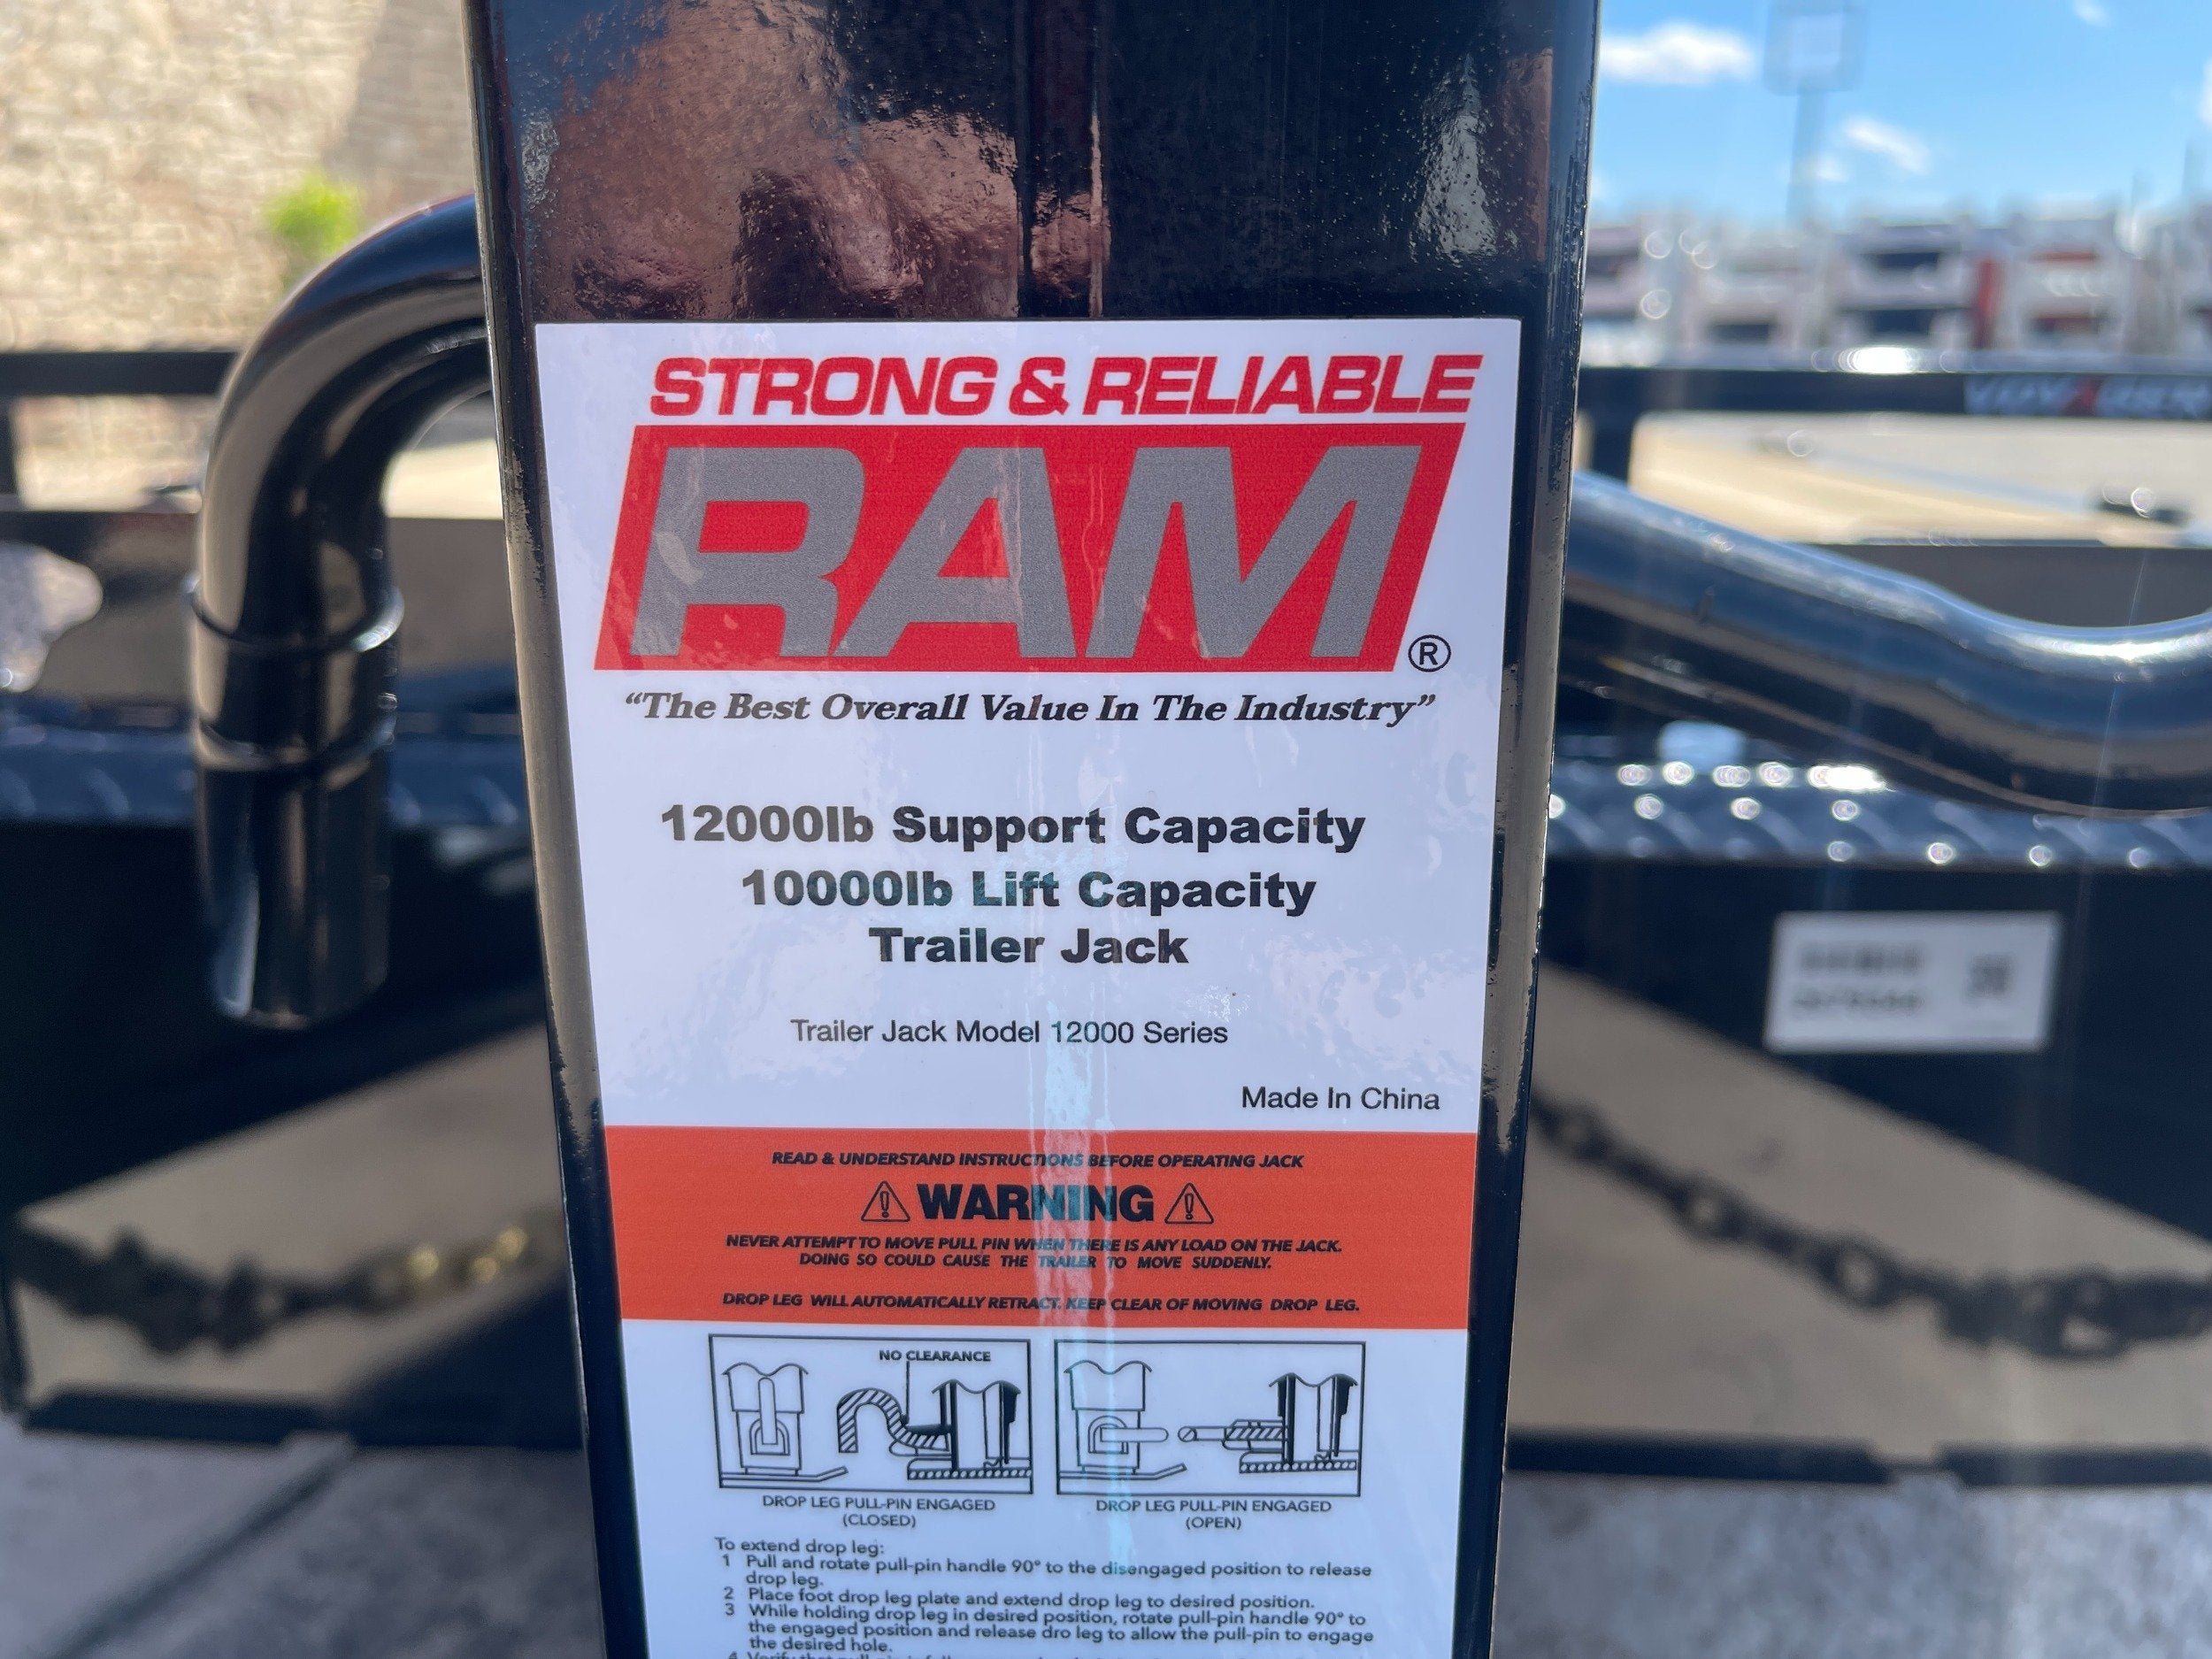 STRONG & RELIABLE
RAM®
“The Best Overall Value In The Industry”
12000lb Support Capacity
10000lb Lift Capacity
Trailer Jack
Trailer Jack Model 12000 Series
Made In China
READ & UNDERSTAND INSTRUCTIONS BEFORE OPERATING JACK
WARNING
NEVER ATTEMPT TO MOVE PULL PIN WHEN THERE IS ANY LOAD ON THE JACK.
DOING SO COULD CAUSE THE TRAILER TO MOVE SUDDENLY.
DROP LEG WILL AUTOMATICALLY RETRACT. KEEP CLEAR OF MOVING DROP LEG.
NO CLEARANCE
DROP LEG PULL-PIN ENGAGED
(CLOSED)
DROP LEG PULL-PIN ENGAGED
(OPEN)
To extend drop leg:
1 Pull and rotate pull-pin handle 90° to the disengaged position to release
drop leg.
2 Place foot drop leg plate and extend drop leg to desired position.
3 While holding drop leg in desired position, rotate pull-pin handle 90° to
the engaged position and release dro leg to allow the pull-pin to engage
the desired hole.
VOYAGER